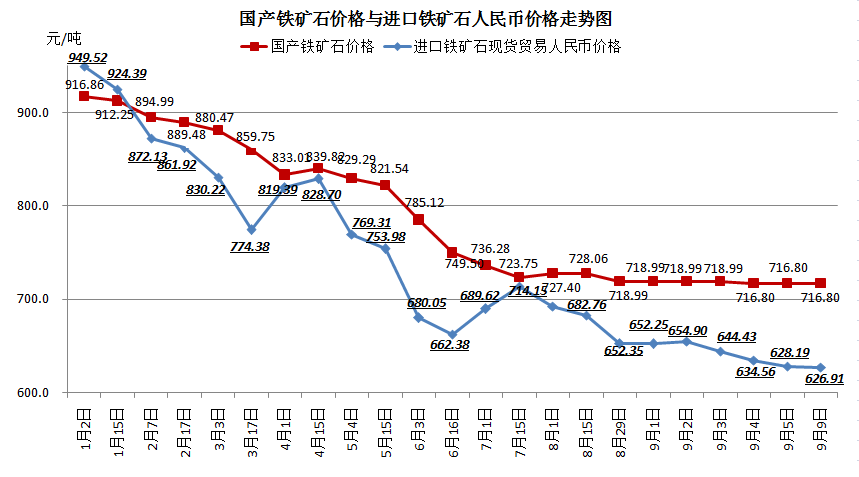 国产铁矿石价格与进口铁矿石人民币价格走势图
元/吨
国产铁矿石价格
进口铁矿石现货贸易人民币价格
949.52
924.39
916.86
912.25
894.99
889.48
880.47
859.75
833.01
839.82
829.29
821.54
785.12
749.50
736.28
723.75
727.40
728.06
718.99
718.99
718.99
718.99
716.80
716.80
716.80
872.13
861.92
830.22
774.38
819.39
828.70
769.31
753.98
680.05
662.38
689.62
714.15
692.76
682.76
652.35
652.25
654.90
644.43
634.56
628.19
626.91
900.0
800.0
700.0
600.0
1月2日
1月15日
2月7日
2月17日
3月3日
3月17日
4月1日
4月15日
5月4日
5月15日
6月3日
6月16日
7月1日
7月15日
8月1日
8月15日
8月29日
9月1日
9月2日
9月3日
9月4日
9月5日
9月9日